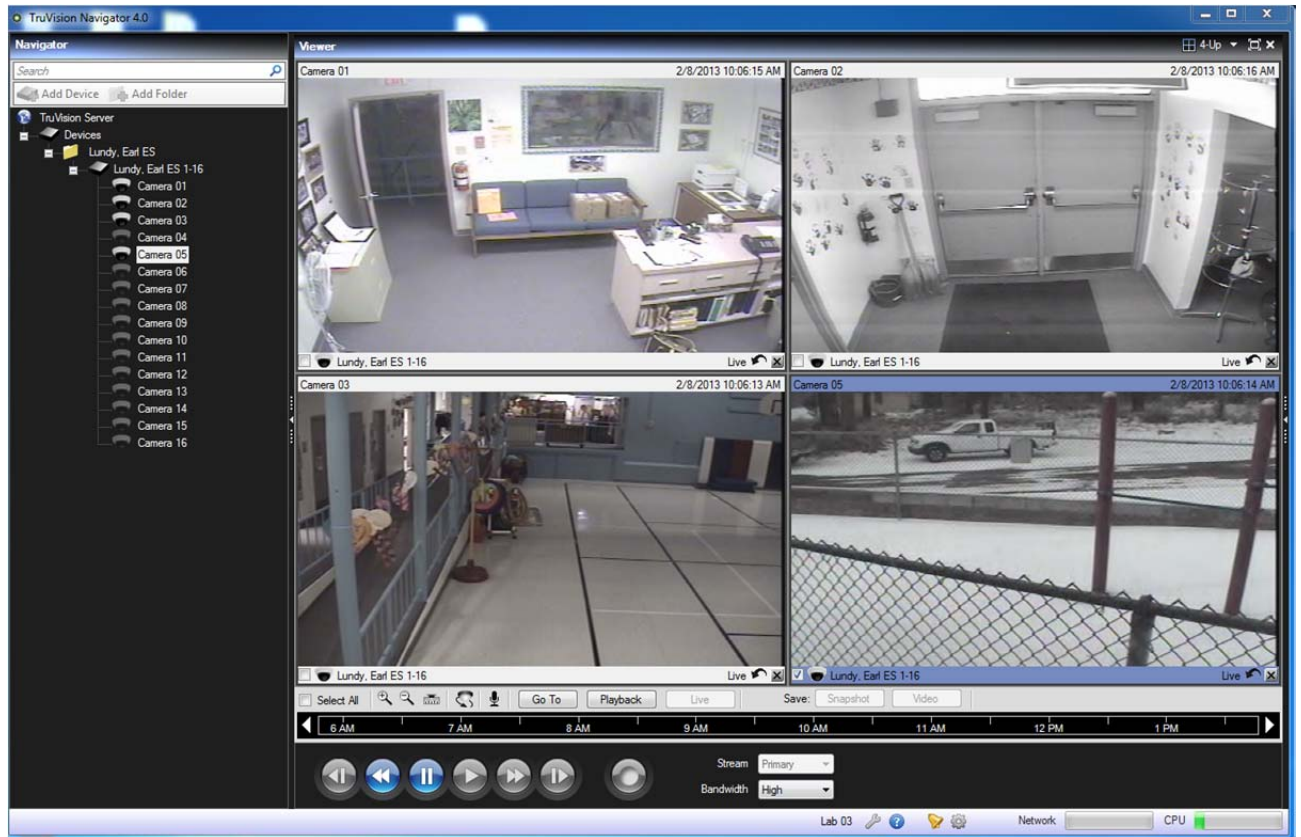 TruVision Navigator 4.0
Navigator
Search
Add Device Add Folder
TruVision Server
Devices
Lundy, Earl ES
Lundy, Earl ES 1-16
Camera 01
Camera 02
Camera 03
Camera 04
Camera 05
Camera 06
Camera 07
Camera 08
Camera 09
Camera 10
Camera 11
Camera 12
Camera 13
Camera 14
Camera 15
Camera 16
Viewer 4-Up
Camera 01 2/8/2013 10:06:15 AM
EXIT
Lundy, Earl ES 1-16 Live
Camera 02 2/8/2013 10:06:16 AM
Lundy, Earl ES 1-16 Live
Camera 03 2/8/2013 10:06:13 AM
Lundy, Earl ES 1-16 Live
Camera 05 2/8/2013 10:06:14 AM
Lundy, Earl ES 1-16 Live
Select All Go To Playback Live Save: Snapshot Video
6 AM 7 AM 8 AM 9 AM 10 AM 11 AM 12 PM 1 PM
Stream Primary
Bandwidth High
Lab 03 Network CPU